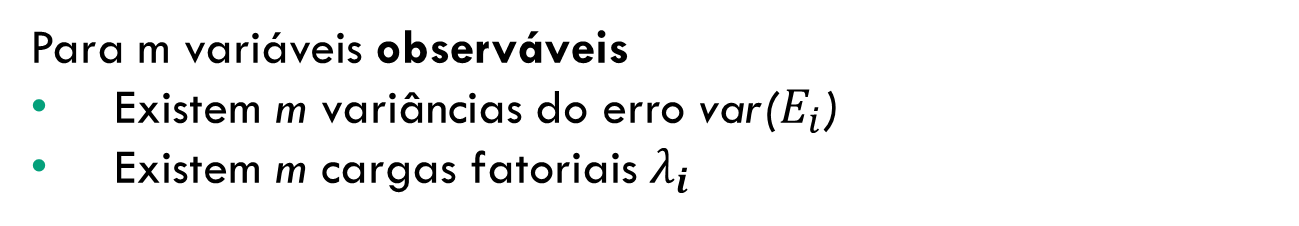 Para m variáveis observáveis
• Existem m variâncias do erro var(Eᵢ)
• Existem m cargas fatoriais λᵢ